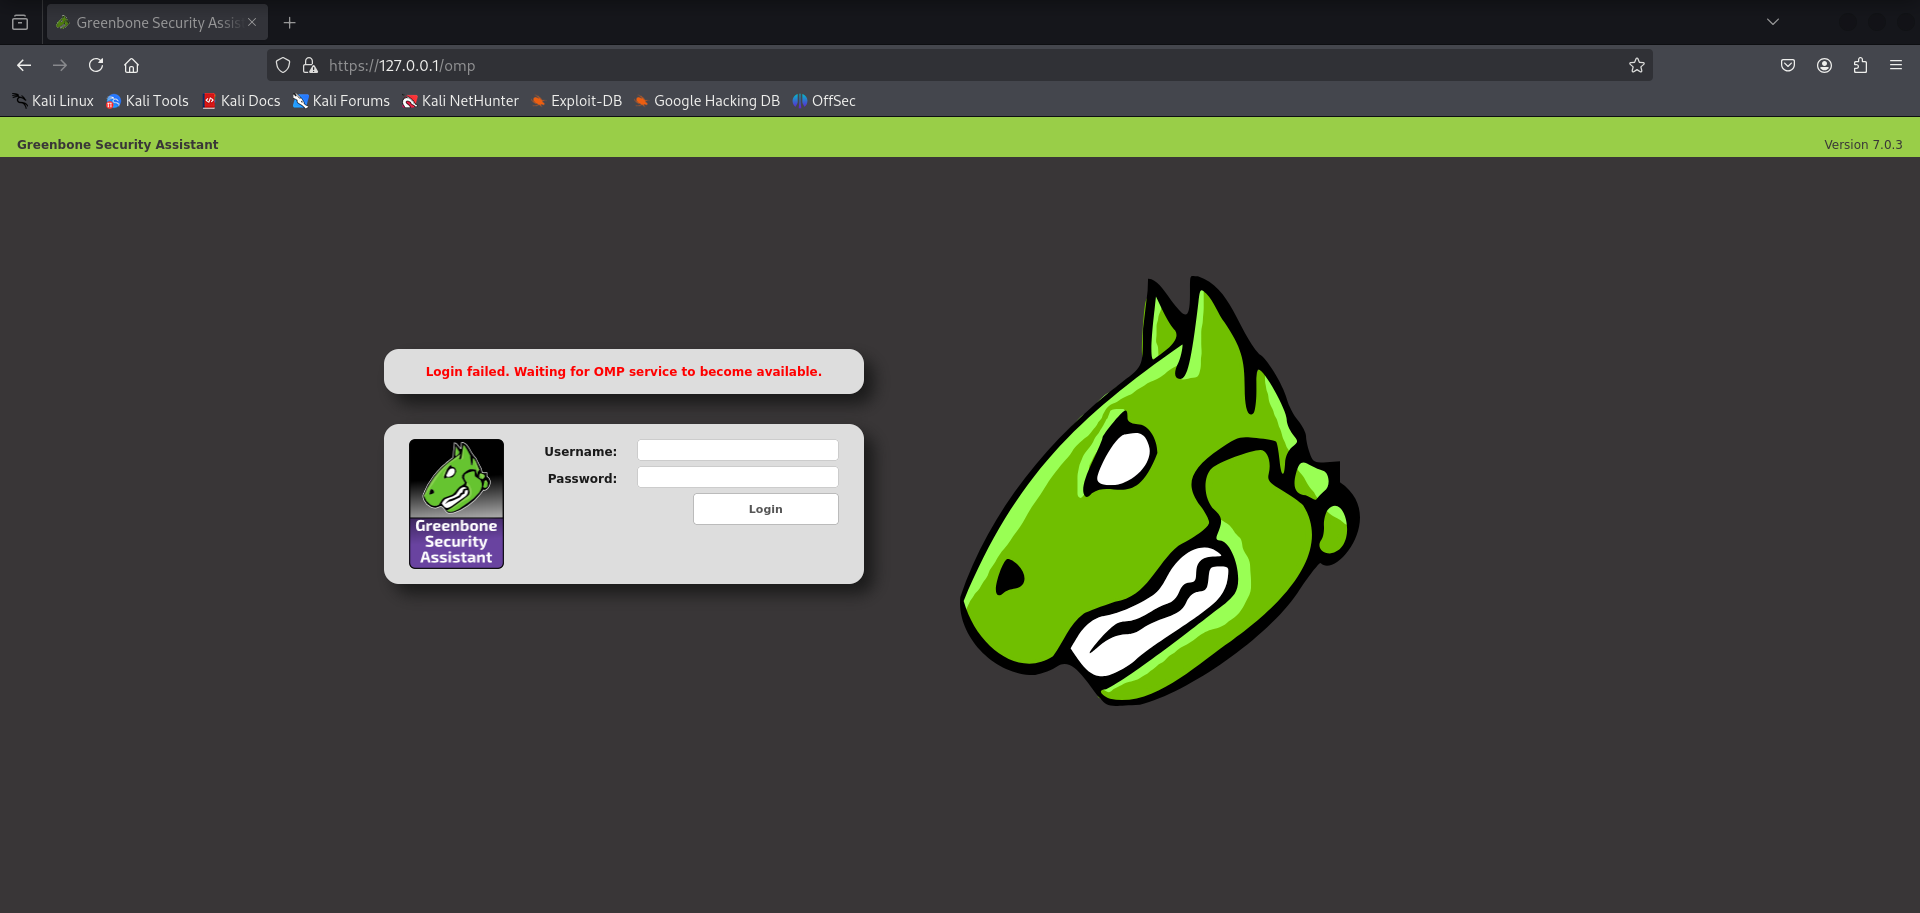 Greenbone Security Assis
https://127.0.0.1/omp
Kali Linux Kali Tools Kali Docs Kali Forums Kali NetHunter Exploit-DB Google Hacking DB OffSec
Greenbone Security Assistant Version 7.0.3
Login failed. Waiting for OMP service to become available.
Username:
Password:
Login
Greenbone
Security
Assistant